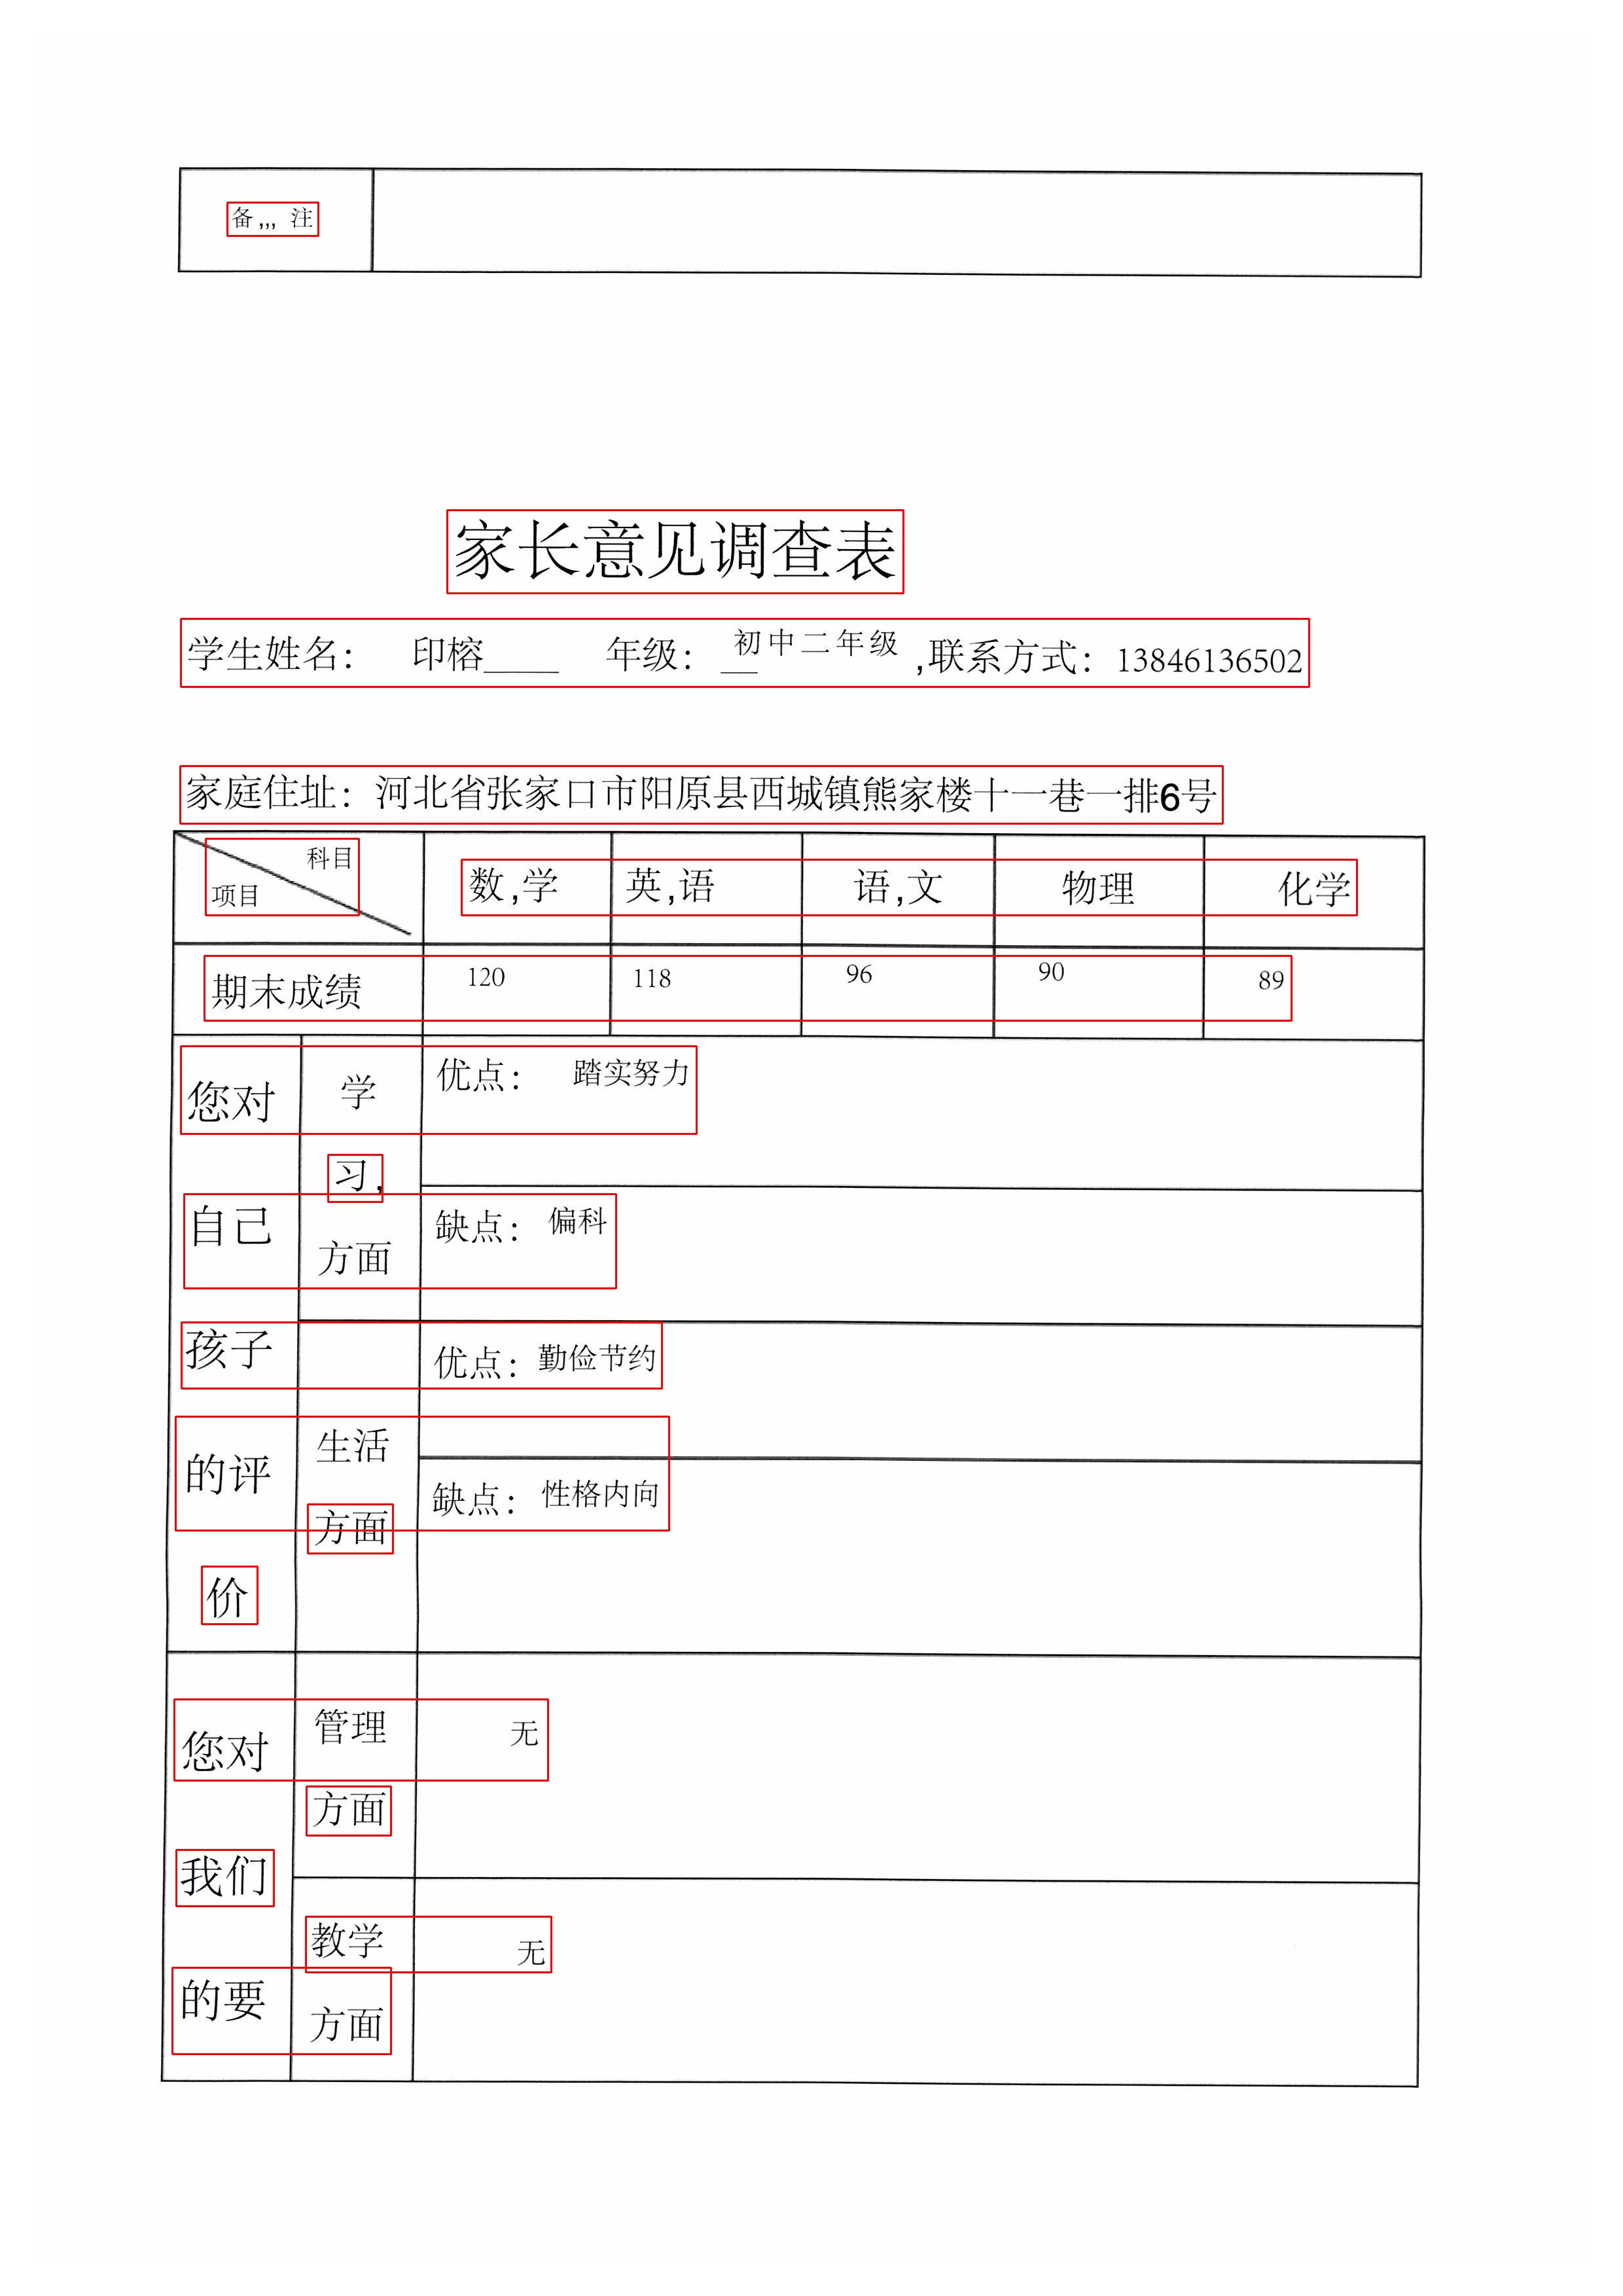 备,,, 注
家长意见调查表
学生姓名： 印榕____ 年级： __初中二年级 ,联系方式：13846136502
家庭住址：河北省张家口市阳原县西城镇熊家楼十一巷一排6号
科目
项目
数,学 英,语 语,文 物理 化学
期末成绩 120 118 96 90 89
您对 学 优点： 踏实努力
习,
自己 方面 缺点： 偏科
孩子 优点：勤俭节约
的评 生活 缺点：性格内向
方面
价
您对 管理 无
方面
我们
教学 无
的要 方面